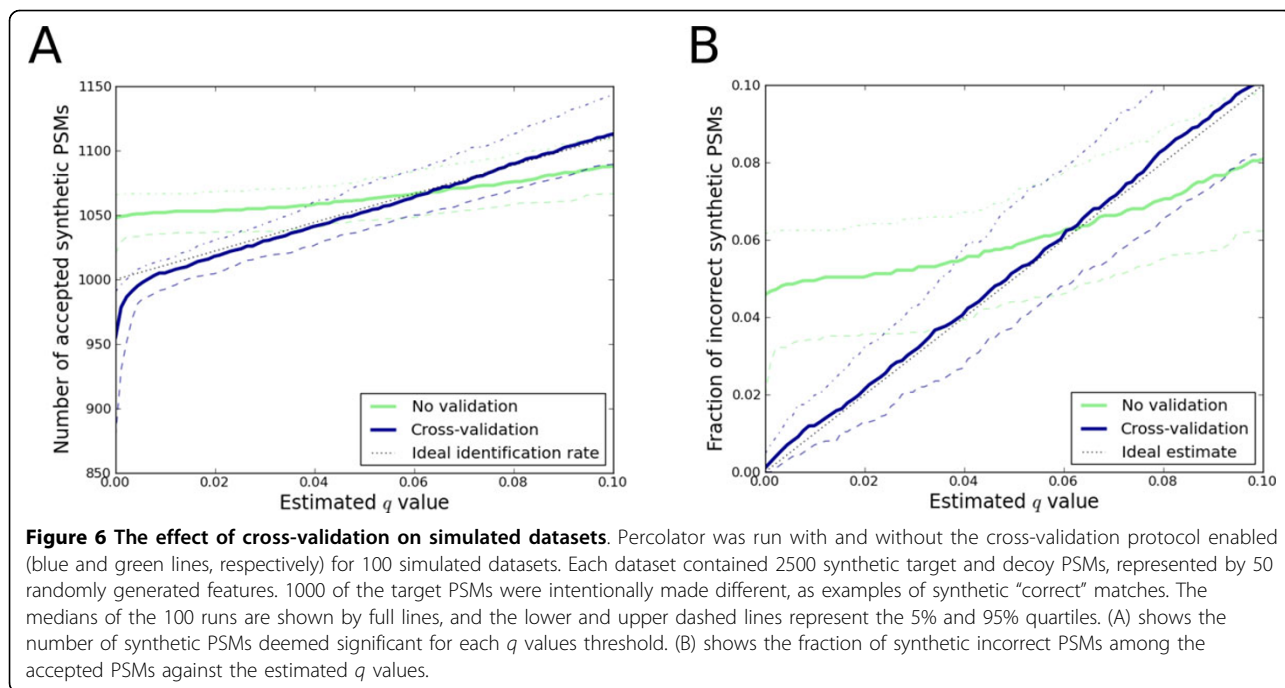 A
Number of accepted synthetic PSMs
1150
1100
1050
1000
950
900
850
0.00 0.02 0.04 0.06 0.08 0.10
Estimated q value
No validation
Cross-validation
Ideal identification rate
B
Fraction of incorrect synthetic PSMs
0.10
0.08
0.06
0.04
0.02
0.00
0.00 0.02 0.04 0.06 0.08 0.10
Estimated q value
No validation
Cross-validation
Ideal estimate
Figure 6 The effect of cross-validation on simulated datasets. Percolator was run with and without the cross-validation protocol enabled
(blue and green lines, respectively) for 100 simulated datasets. Each dataset contained 2500 synthetic target and decoy PSMs, represented by 50
randomly generated features. 1000 of the target PSMs were intentionally made different, as examples of synthetic “correct” matches. The
medians of the 100 runs are shown by full lines, and the lower and upper dashed lines represent the 5% and 95% quartiles. (A) shows the
number of synthetic PSMs deemed significant for each q values threshold. (B) shows the fraction of synthetic incorrect PSMs among the
accepted PSMs against the estimated q values.